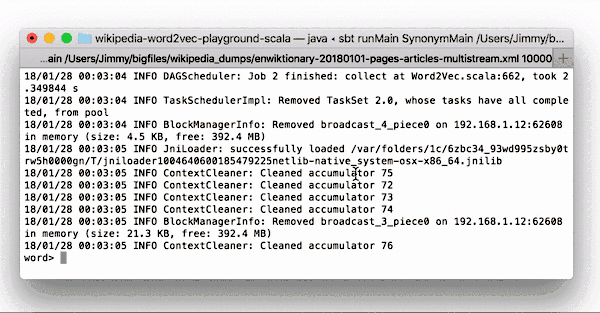 wikipedia-word2vec-playground-scala — java ‹ sbt runMain SynonymMain /Users/Jimmy/b...
...ain /Users/Jimmy/bigfiles/wikipedia_dumps/enwiktionary-20180101-pages-articles-multistream.xml 10000
18/01/28 00:03:04 INFO DAGScheduler: Job 2 finished: collect at Word2Vec.scala:662, took 2
.349844 s
18/01/28 00:03:04 INFO TaskSchedulerImpl: Removed TaskSet 2.0, whose tasks have all comple
ted, from pool
18/01/28 00:03:04 INFO BlockManagerInfo: Removed broadcast_4_piece0 on 192.168.1.12:62608
in memory (size: 4.5 KB, free: 392.4 MB)
18/01/28 00:03:05 INFO JniLoader: successfully loaded /var/folders/1c/6zbc34_93wd995zsby0t
rw5h0000gn/T/jniloader1004640600185479225netlib-native_system-osx-x86_64.jnilib
18/01/28 00:03:05 INFO ContextCleaner: Cleaned accumulator 75
18/01/28 00:03:05 INFO ContextCleaner: Cleaned accumulator 72
18/01/28 00:03:05 INFO ContextCleaner: Cleaned accumulator 73
18/01/28 00:03:05 INFO ContextCleaner: Cleaned accumulator 74
18/01/28 00:03:05 INFO BlockManagerInfo: Removed broadcast_3_piece0 on 192.168.1.12:62608
in memory (size: 21.3 KB, free: 392.4 MB)
18/01/28 00:03:05 INFO ContextCleaner: Cleaned accumulator 76
word>